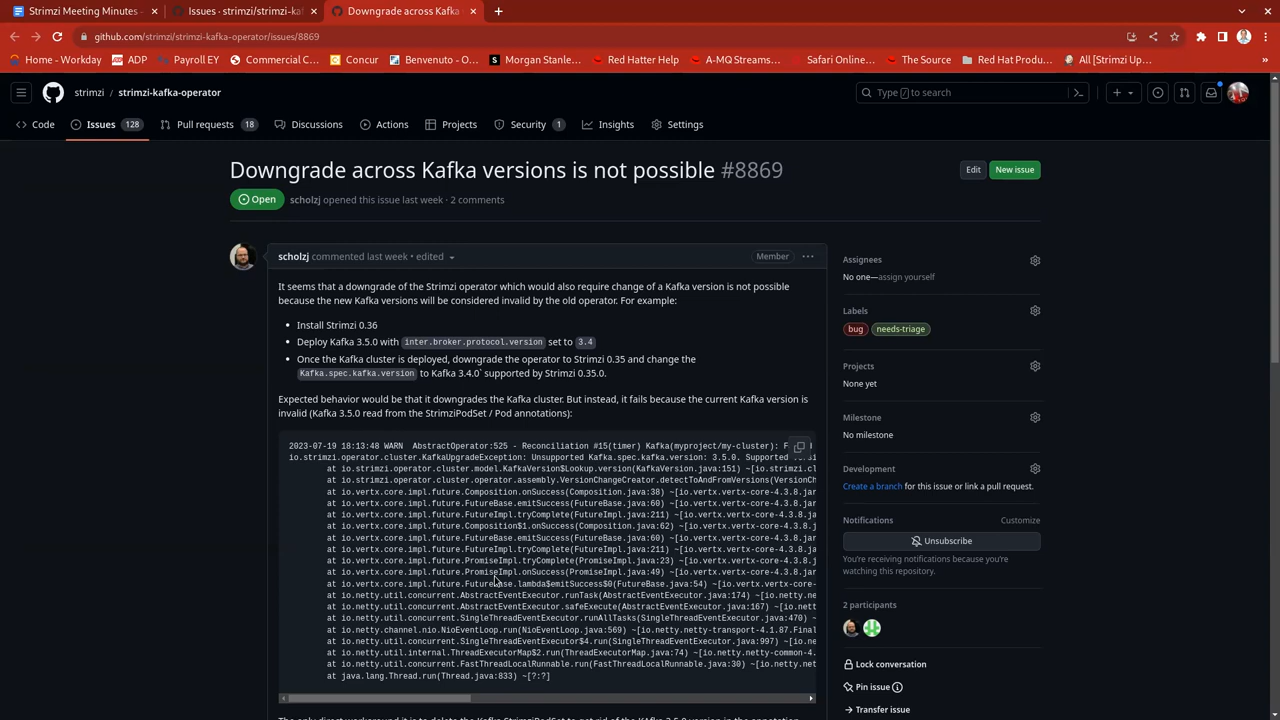 Strimzi Meeting Minutes -
Issues · strimzi/strimzi-kaf
Downgrade across Kafka
github.com/strimzi/strimzi-kafka-operator/issues/8869
Home - Workday ADP Payroll EY Commercial C... Concur Benvenuto - O... Morgan Stanle... Red Hatter Help A-MQ Streams... Safari Online... The Source Red Hat Produ... All [Strimzi Up...
strimzi / strimzi-kafka-operator
Type / to search
Code Issues 128 Pull requests 18 Discussions Actions Projects Security 1 Insights Settings
Downgrade across Kafka versions is not possible #8869
Edit New issue
Open scholzj opened this issue last week · 2 comments
scholzj commented last week • edited Member
It seems that a downgrade of the Strimzi operator which would also require change of a Kafka version is not possible
because the new Kafka versions will be considered invalid by the old operator. For example:
• Install Strimzi 0.36
• Deploy Kafka 3.5.0 with inter.broker.protocol.version set to 3.4
• Once the Kafka cluster is deployed, downgrade the operator to Strimzi 0.35 and change the
Kafka.spec.kafka.version to Kafka 3.4.0` supported by Strimzi 0.35.0.
Expected behavior would be that it downgrades the Kafka cluster. But instead, it fails because the current Kafka version is
invalid (Kafka 3.5.0 read from the StrimziPodSet / Pod annotations):
2023-07-19 18:13:48 WARN AbstractOperator:525 - Reconciliation #15(timer) Kafka(myproject/my-cluster): F
io.strimzi.operator.cluster.KafkaUpgradeException: Unsupported Kafka.spec.kafka.version: 3.5.0. Supported
at io.strimzi.operator.cluster.model.KafkaVersion$Lookup.version(KafkaVersion.java:151) ~[io.strimzi.cl
at io.strimzi.operator.cluster.operator.assembly.VersionChangeCreator.detectToAndFromVersions(Version
at io.vertx.core.impl.future.Composition.onSuccess(Composition.java:38) ~[io.vertx.vertx-core-4.3.8.jar
at io.vertx.core.impl.future.FutureBase.emitSuccess(FutureBase.java:60) ~[io.vertx.vertx-core-4.3.8.jar
at io.vertx.core.impl.future.FutureImpl.tryComplete(FutureImpl.java:211) ~[io.vertx.vertx-core-4.3.8.ja
at io.vertx.core.impl.future.Composition$1.onSuccess(Composition.java:62) ~[io.vertx.vertx-core-4.3.8.j
at io.vertx.core.impl.future.FutureBase.emitSuccess(FutureBase.java:60) ~[io.vertx.vertx-core-4.3.8.jar
at io.vertx.core.impl.future.FutureImpl.tryComplete(FutureImpl.java:211) ~[io.vertx.vertx-core-4.3.8.ja
at io.vertx.core.impl.future.PromiseImpl.tryComplete(PromiseImpl.java:23) ~[io.vertx.vertx-core-4.3.8.j
at io.vertx.core.impl.future.PromiseImpl.onSuccess(PromiseImpl.java:49) ~[io.vertx.vertx-core-4.3.8.jar
at io.vertx.core.impl.future.FutureBase.lambda$emitSuccess$0(FutureBase.java:54) ~[io.vertx.vertx-core-
at io.netty.util.concurrent.AbstractEventExecutor.runTask(AbstractEventExecutor.java:174) ~[io.netty.ne
at io.netty.util.concurrent.AbstractEventExecutor.safeExecute(AbstractEventExecutor.java:167) ~[io.nett
at io.netty.util.concurrent.SingleThreadEventExecutor.runAllTasks(SingleThreadEventExecutor.java:470) ~
at io.netty.channel.nio.NioEventLoop.run(NioEventLoop.java:569) ~[io.netty.netty-transport-4.1.87.Final
at io.netty.util.concurrent.SingleThreadEventExecutor$4.run(SingleThreadEventExecutor.java:997) ~[io.ne
at io.netty.util.internal.ThreadExecutorMap$2.run(ThreadExecutorMap.java:74) ~[io.netty.netty-common-4.
at io.netty.util.concurrent.FastThreadLocalRunnable.run(FastThreadLocalRunnable.java:30) ~[io.netty.net
at java.lang.Thread.run(Thread.java:833) ~[?:?]
Assignees
No one—assign yourself
Labels
bug needs-triage
Projects
None yet
Milestone
No milestone
Development
Create a branch for this issue or link a pull request.
Notifications Customize
Unsubscribe
You're receiving notifications because you're
watching this repository.
2 participants
Lock conversation
Pin issue
Transfer issue